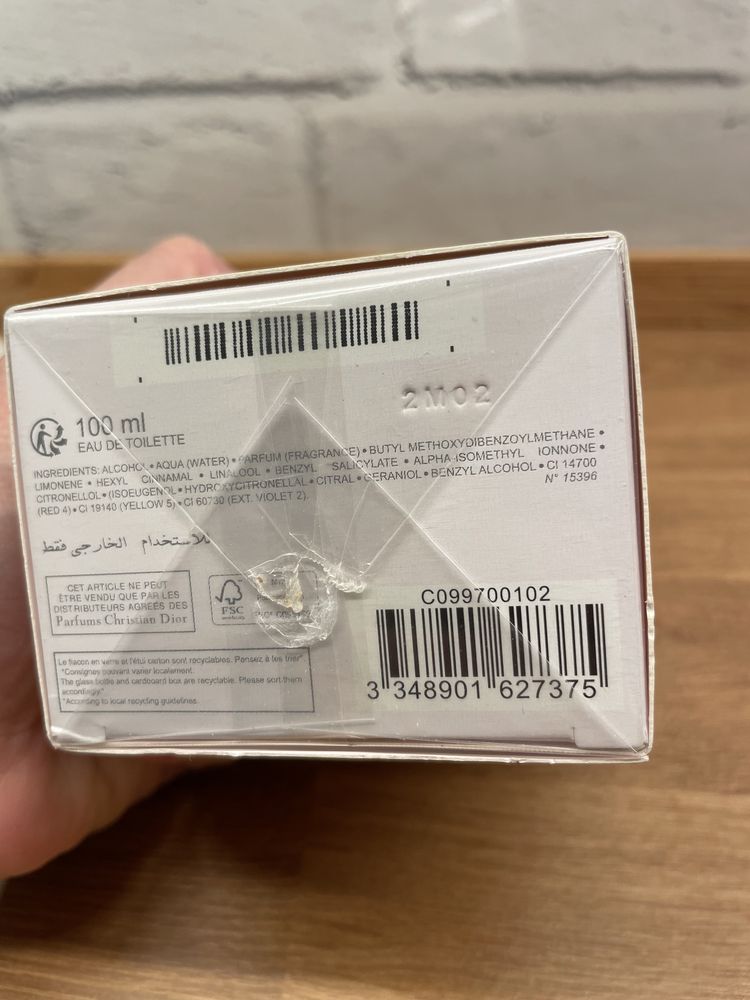 2M02
100 ml
EAU DE TOILETTE
INGREDIENTS: ALCOHOL • AQUA (WATER) • PARFUM (FRAGRANCE) • BUTYL METHOXYDIBENZOYLMETHANE •
LIMONENE • HEXYL CINNAMAL • LINALOOL • BENZYL SALICYLATE • ALPHA-ISOMETHYL IONNONE •
CITRONELLOL • (ISOEUGENOL • HYDROXYCITRONELLAL • CITRAL • GERANIOL • BENZYL ALCOHOL • CI 14700
(RED 4) • CI 19140 (YELLOW 5) • CI 60730 (EXT. VIOLET 2).
N° 15396
للاستخدام الخارجى فقط
CET ARTICLE NE PEUT
ÊTRE VENDU QUE PAR LES
DISTRIBUTEURS AGRÉÉS DES
Parfums Christian Dior
FSC
C099700102
3 348901 627375
Le flacon en verre et l'étui carton sont recyclables. Pensez à les trier*
*Consignes pouvant varier localement.
The glass bottle and cardboard box are recyclable. Please sort them
accordingly.*
*According to local recycling guidelines.